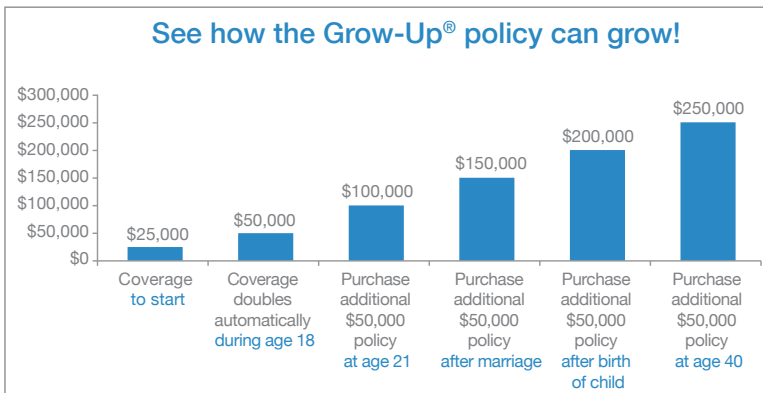 See how the Grow-Up® policy can grow!
$300,000
$250,000
$200,000
$150,000
$100,000
$50,000
$0
$25,000
$50,000
$100,000
$150,000
$200,000
$250,000
Coverage
to start
Coverage
doubles
automatically
during age 18
Purchase
additional
$50,000
policy
at age 21
Purchase
additional
$50,000
policy
after marriage
Purchase
additional
$50,000
policy
after birth
of child
Purchase
additional
$50,000
policy
at age 40